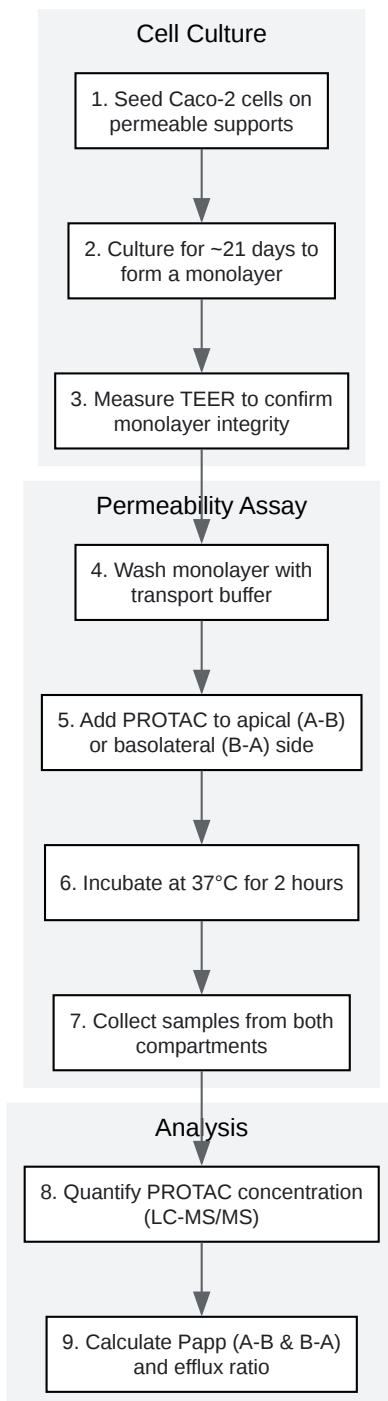 Cell Culture
1. Seed Caco-2 cells on
permeable supports
2. Culture for ~21 days to
form a monolayer
3. Measure TEER to confirm
monolayer integrity
Permeability Assay
4. Wash monolayer with
transport buffer
5. Add PROTAC to apical (A-B)
or basolateral (B-A) side
6. Incubate at 37°C for 2 hours
7. Collect samples from both
compartments
Analysis
8. Quantify PROTAC concentration
(LC-MS/MS)
9. Calculate Papp (A-B & B-A)
and efflux ratio